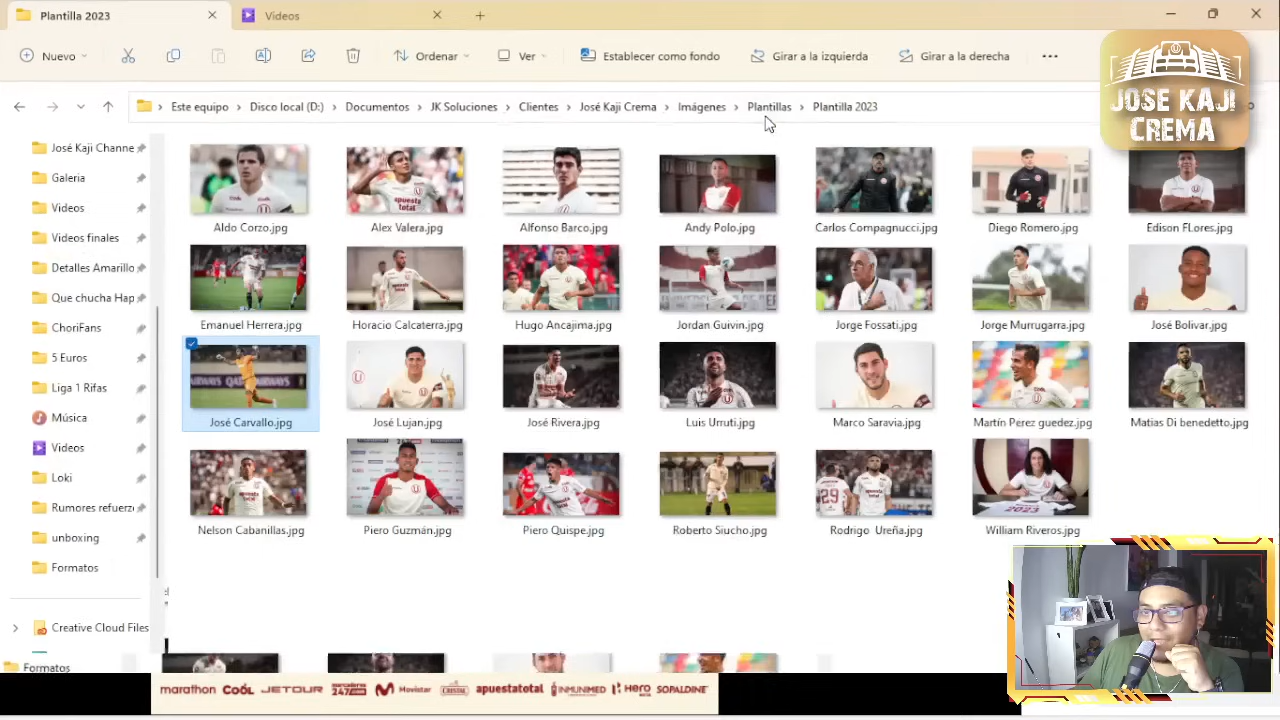 Plantilla 2023
Videos
Nuevo
Ordenar
Ver
Establecer como fondo
Girar a la izquierda
Girar a la derecha
Este equipo > Disco local (D:) > Documentos > JK Soluciones > Clientes > José Kaji Crema > Imágenes > Plantillas > Plantilla 2023
JOSE KAJI
CREMA
José Kaji Channe
Galeria
Videos
Videos finales
Detalles Amarillo
Que chucha Hap
ChoriFans
5 Euros
Liga 1 Rifas
Música
Videos
Loki
Rumores refuerz
unboxing
Formatos
Creative Cloud Files
Formatos
Aldo Corzo.jpg
Alex Valera.jpg
Alfonso Barco.jpg
Andy Polo.jpg
Carlos Compagnucci.jpg
Diego Romero.jpg
Edison FLores.jpg
Emanuel Herrera.jpg
Horacio Calcaterra.jpg
Hugo Ancajima.jpg
Jordan Guivin.jpg
Jorge Fossati.jpg
Jorge Murrugarra.jpg
José Bolivar.jpg
José Carvallo.jpg
José Lujan.jpg
José Rivera.jpg
Luis Urruti.jpg
Marco Saravia.jpg
Martín Pérez guedez.jpg
Matias Di benedetto.jpg
Nelson Cabanillas.jpg
Piero Guzmán.jpg
Piero Quispe.jpg
Roberto Siucho.jpg
Rodrigo Ureña.jpg
William Riveros.jpg
marathon COOL JETOUR 247 Movistar CRISTAL apuestatotal INMUNMED Hero SOPALDINE